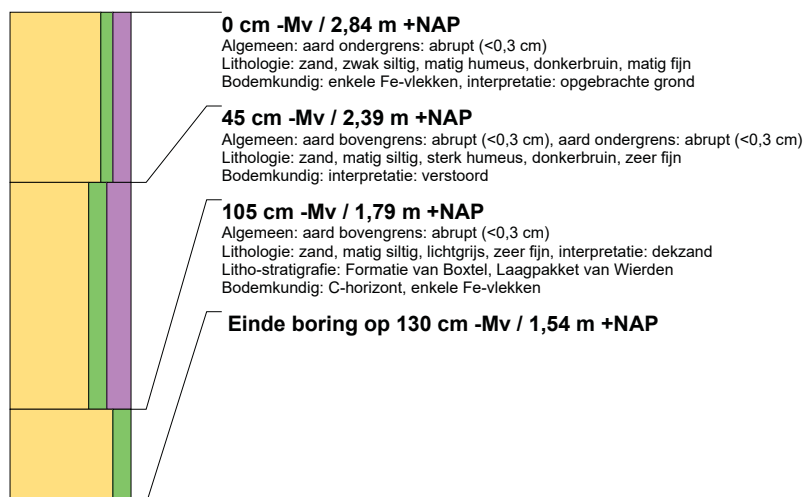 0 cm -Mv / 2,84 m +NAP
Algemeen: aard ondergrens: abrupt (<0,3 cm)
Lithologie: zand, zwak siltig, matig humeus, donkerbruin, matig fijn
Bodemkundig: enkele Fe-vlekken, interpretatie: opgebrachte grond
45 cm -Mv / 2,39 m +NAP
Algemeen: aard bovengrens: abrupt (<0,3 cm), aard ondergrens: abrupt (<0,3 cm)
Lithologie: zand, matig siltig, sterk humeus, donkerbruin, zeer fijn
Bodemkundig: interpretatie: verstoord
105 cm -Mv / 1,79 m +NAP
Algemeen: aard bovengrens: abrupt (<0,3 cm)
Lithologie: zand, matig siltig, lichtgrijs, zeer fijn, interpretatie: dekzand
Litho-stratigrafie: Formatie van Boxtel, Laagpakket van Wierden
Bodemkundig: C-horizont, enkele Fe-vlekken
Einde boring op 130 cm -Mv / 1,54 m +NAP